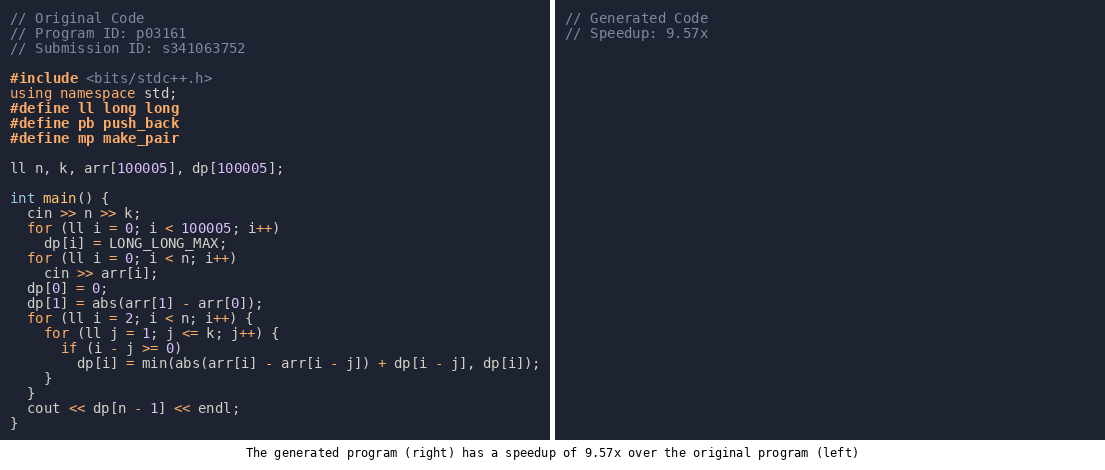 // Original Code
// Program ID: p03161
// Submission ID: s341063752

#include <bits/stdc++.h>
using namespace std;
#define ll long long
#define pb push_back
#define mp make_pair

ll n, k, arr[100005], dp[100005];

int main() {
  cin >> n >> k;
  for (ll i = 0; i < 100005; i++)
    dp[i] = LONG_LONG_MAX;
  for (ll i = 0; i < n; i++)
    cin >> arr[i];
  dp[0] = 0;
  dp[1] = abs(arr[1] - arr[0]);
  for (ll i = 2; i < n; i++) {
    for (ll j = 1; j <= k; j++) {
      if (i - j >= 0)
        dp[i] = min(abs(arr[i] - arr[i - j]) + dp[i - j], dp[i]);
    }
  }
  cout << dp[n - 1] << endl;
}
// Generated Code
// Speedup: 9.57x
The generated program (right) has a speedup of 9.57x over the original program (left)